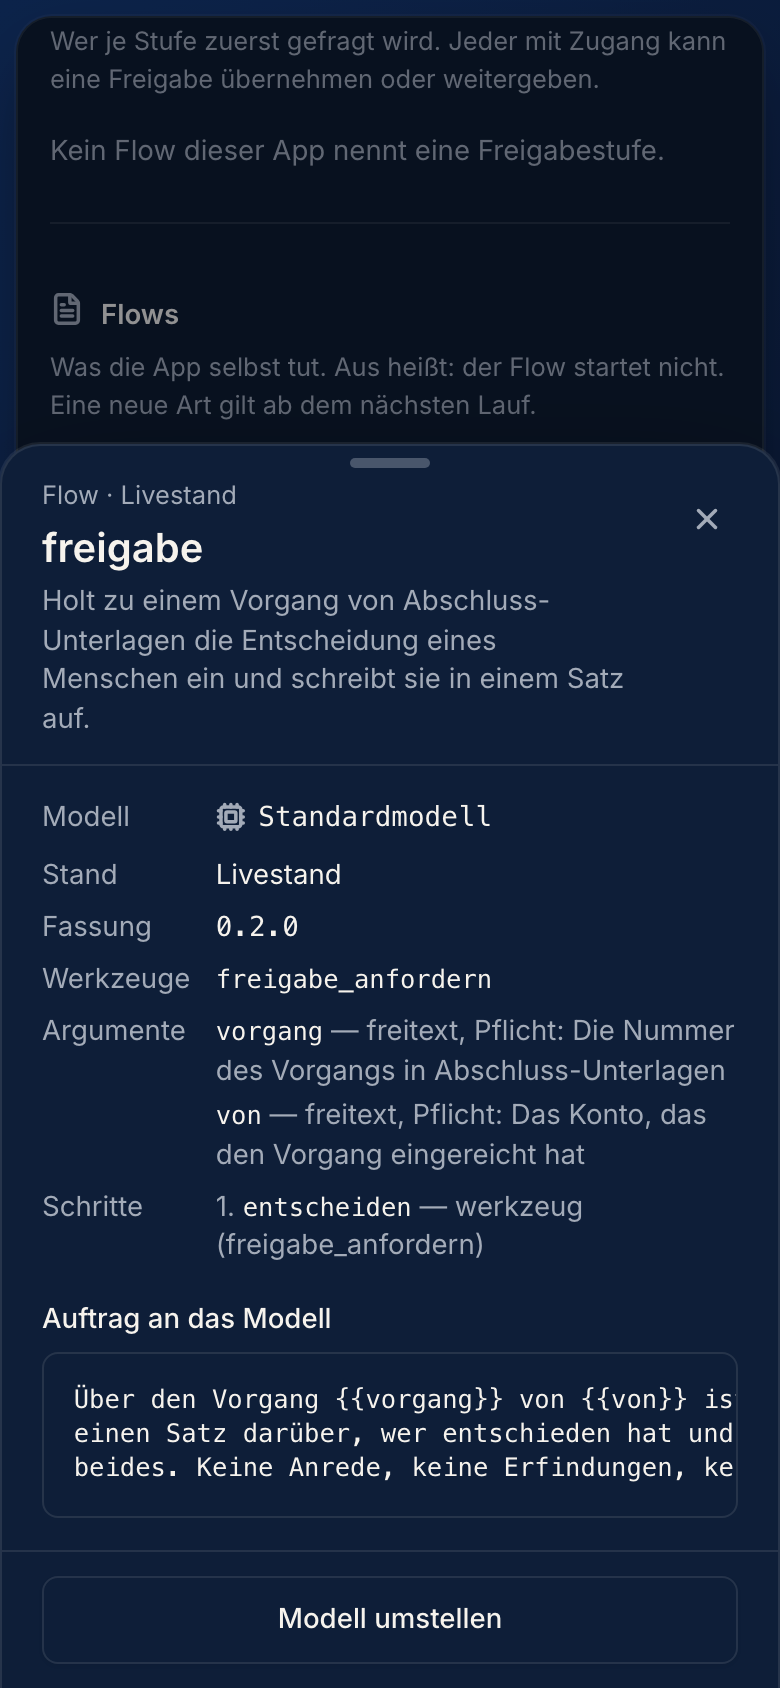 Wer je Stufe zuerst gefragt wird. Jeder mit Zugang kann
eine Freigabe übernehmen oder weitergeben.
Kein Flow dieser App nennt eine Freigabestufe.
Flows
Was die App selbst tut. Aus heißt: der Flow startet nicht.
Eine neue Art gilt ab dem nächsten Lauf.
Flow · Livestand
freigabe
Holt zu einem Vorgang von Abschluss-
Unterlagen die Entscheidung eines
Menschen ein und schreibt sie in einem Satz
auf.
Modell Standardmodell
Stand Livestand
Fassung 0.2.0
Werkzeuge freigabe_anfordern
Argumente vorgang — freitext, Pflicht: Die Nummer
des Vorgangs in Abschluss-Unterlagen
von — freitext, Pflicht: Das Konto, das
den Vorgang eingereicht hat
Schritte 1. entscheiden — werkzeug
(freigabe_anfordern)
Auftrag an das Modell
Über den Vorgang {{vorgang}} von {{von}} is
einen Satz darüber, wer entschieden hat und
beides. Keine Anrede, keine Erfindungen, ke
Modell umstellen